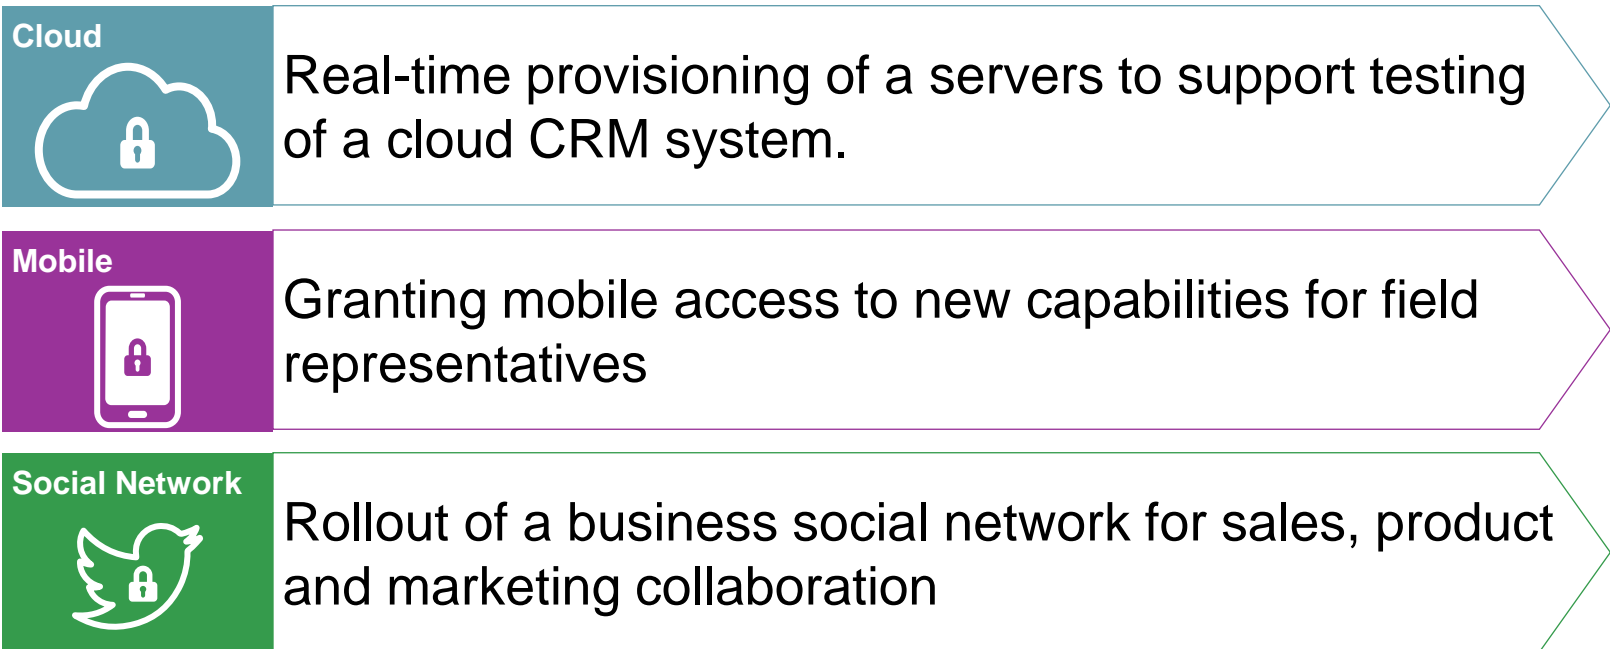 Cloud
Real-time provisioning of a servers to support testing
of a cloud CRM system.
Mobile
Granting mobile access to new capabilities for field
representatives
Social Network
Rollout of a business social network for sales, product
and marketing collaboration